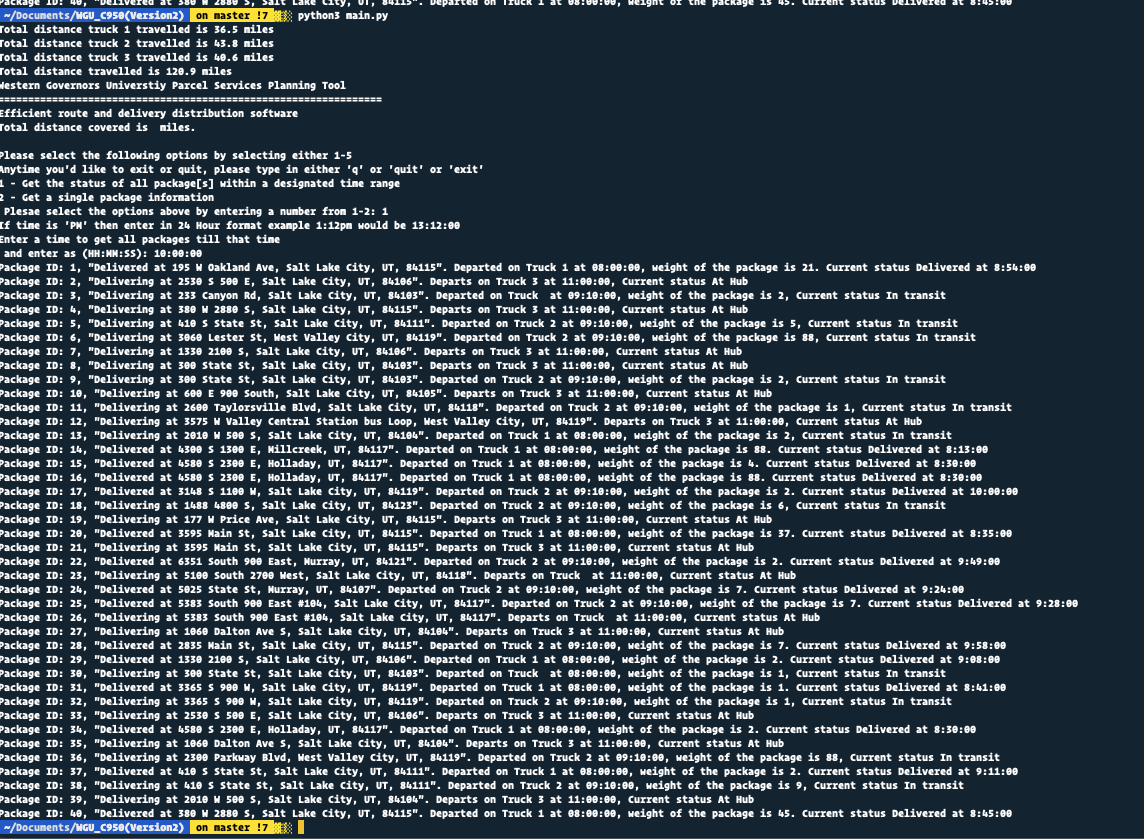 Package ID: 40, "Delivered at 380 W 2880 S, Salt Lake City, UT, 84115". Departed on Truck 1 at 08:00:00, weight of the package is 45. Current status Delivered at 8:45:00
~/Documents/WGU_C950(Version2) on master !7 python3 main.py
Total distance truck 1 travelled is 36.5 miles
Total distance truck 2 travelled is 43.8 miles
Total distance truck 3 travelled is 40.6 miles
Total distance travelled is 120.9 miles
Western Governors Universtiy Parcel Services Planning Tool
================================================================
Efficient route and delivery distribution software
Total distance covered is  miles.
Please select the following options by selecting either 1-5
Anytime you'd like to exit or quit, please type in either 'q' or 'quit' or 'exit'
1 - Get the status of all package[s] within a designated time range
2 - Get a single package information
Plesae select the options above by entering a number from 1-2: 1
If time is 'PM' then enter in 24 Hour format example 1:12pm would be 13:12:00
Enter a time to get all packages till that time
and enter as (HH:MM:SS): 10:00:00
Package ID: 1, "Delivered at 195 W Oakland Ave, Salt Lake City, UT, 84115". Departed on Truck 1 at 08:00:00, weight of the package is 21. Current status Delivered at 8:54:00
Package ID: 2, "Delivering at 2530 S 500 E, Salt Lake City, UT, 84106". Departs on Truck 3 at 11:00:00, Current status At Hub
Package ID: 3, "Delivering at 233 Canyon Rd, Salt Lake City, UT, 84103". Departed on Truck  at 09:10:00, weight of the package is 2, Current status In transit
Package ID: 4, "Delivering at 380 W 2880 S, Salt Lake City, UT, 84115". Departs on Truck 3 at 11:00:00, Current status At Hub
Package ID: 5, "Delivering at 410 S State St, Salt Lake City, UT, 84111". Departed on Truck 2 at 09:10:00, weight of the package is 5, Current status In transit
Package ID: 6, "Delivering at 3060 Lester St, West Valley City, UT, 84119". Departed on Truck 2 at 09:10:00, weight of the package is 88, Current status In transit
Package ID: 7, "Delivering at 1330 2100 S, Salt Lake City, UT, 84106". Departs on Truck 3 at 11:00:00, Current status At Hub
Package ID: 8, "Delivering at 300 State St, Salt Lake City, UT, 84103". Departs on Truck 3 at 11:00:00, Current status At Hub
Package ID: 9, "Delivering at 300 State St, Salt Lake City, UT, 84103". Departed on Truck 2 at 09:10:00, weight of the package is 2, Current status In transit
Package ID: 10, "Delivering at 600 E 900 South, Salt Lake City, UT, 84105". Departs on Truck 3 at 11:00:00, Current status At Hub
Package ID: 11, "Delivering at 2600 Taylorsville Blvd, Salt Lake City, UT, 84118". Departed on Truck 2 at 09:10:00, weight of the package is 1, Current status In transit
Package ID: 12, "Delivering at 3575 W Valley Central Station bus Loop, West Valley City, UT, 84119". Departs on Truck 3 at 11:00:00, Current status At Hub
Package ID: 13, "Delivering at 2010 W 500 S, Salt Lake City, UT, 84104". Departed on Truck 1 at 08:00:00, weight of the package is 2, Current status In transit
Package ID: 14, "Delivered at 4300 S 1300 E, Millcreek, UT, 84117". Departed on Truck 1 at 08:00:00, weight of the package is 88. Current status Delivered at 8:13:00
Package ID: 15, "Delivered at 4580 S 2300 E, Holladay, UT, 84117". Departed on Truck 1 at 08:00:00, weight of the package is 4. Current status Delivered at 8:30:00
Package ID: 16, "Delivered at 4580 S 2300 E, Holladay, UT, 84117". Departed on Truck 1 at 08:00:00, weight of the package is 88. Current status Delivered at 8:30:00
Package ID: 17, "Delivered at 3148 S 1100 W, Salt Lake City, UT, 84119". Departed on Truck 2 at 09:10:00, weight of the package is 2. Current status Delivered at 10:00:00
Package ID: 18, "Delivering at 1488 4800 S, Salt Lake City, UT, 84123". Departed on Truck 2 at 09:10:00, weight of the package is 6, Current status In transit
Package ID: 19, "Delivering at 177 W Price Ave, Salt Lake City, UT, 84115". Departs on Truck 3 at 11:00:00, Current status At Hub
Package ID: 20, "Delivered at 3595 Main St, Salt Lake City, UT, 84115". Departed on Truck 1 at 08:00:00, weight of the package is 37. Current status Delivered at 8:35:00
Package ID: 21, "Delivering at 3595 Main St, Salt Lake City, UT, 84115". Departs on Truck 3 at 11:00:00, Current status At Hub
Package ID: 22, "Delivered at 6351 South 900 East, Murray, UT, 84121". Departed on Truck 2 at 09:10:00, weight of the package is 2. Current status Delivered at 9:49:00
Package ID: 23, "Delivering at 5100 South 2700 West, Salt Lake City, UT, 84118". Departs on Truck  at 11:00:00, Current status At Hub
Package ID: 24, "Delivered at 5025 State St, Murray, UT, 84107". Departed on Truck 2 at 09:10:00, weight of the package is 7. Current status Delivered at 9:24:00
Package ID: 25, "Delivered at 5383 South 900 East #104, Salt Lake City, UT, 84117". Departed on Truck 2 at 09:10:00, weight of the package is 7. Current status Delivered at 9:28:00
Package ID: 26, "Delivering at 5383 South 900 East #104, Salt Lake City, UT, 84117". Departs on Truck  at 11:00:00, Current status At Hub
Package ID: 27, "Delivering at 1060 Dalton Ave S, Salt Lake City, UT, 84104". Departs on Truck 3 at 11:00:00, Current status At Hub
Package ID: 28, "Delivered at 2835 Main St, Salt Lake City, UT, 84115". Departed on Truck 2 at 09:10:00, weight of the package is 7. Current status Delivered at 9:58:00
Package ID: 29, "Delivered at 1330 2100 S, Salt Lake City, UT, 84106". Departed on Truck 1 at 08:00:00, weight of the package is 2. Current status Delivered at 9:08:00
Package ID: 30, "Delivering at 300 State St, Salt Lake City, UT, 84103". Departed on Truck  at 08:00:00, weight of the package is 1, Current status In transit
Package ID: 31, "Delivered at 3365 S 900 W, Salt Lake City, UT, 84119". Departed on Truck 1 at 08:00:00, weight of the package is 1. Current status Delivered at 8:41:00
Package ID: 32, "Delivering at 3365 S 900 W, Salt Lake City, UT, 84119". Departed on Truck 2 at 09:10:00, weight of the package is 1, Current status In transit
Package ID: 33, "Delivering at 2530 S 500 E, Salt Lake City, UT, 84106". Departs on Truck 3 at 11:00:00, Current status At Hub
Package ID: 34, "Delivered at 4580 S 2300 E, Holladay, UT, 84117". Departed on Truck 1 at 08:00:00, weight of the package is 2. Current status Delivered at 8:30:00
Package ID: 35, "Delivering at 1060 Dalton Ave S, Salt Lake City, UT, 84104". Departs on Truck 3 at 11:00:00, Current status At Hub
Package ID: 36, "Delivering at 2300 Parkway Blvd, West Valley City, UT, 84119". Departed on Truck 2 at 09:10:00, weight of the package is 88, Current status In transit
Package ID: 37, "Delivered at 410 S State St, Salt Lake City, UT, 84111". Departed on Truck 1 at 08:00:00, weight of the package is 2. Current status Delivered at 9:11:00
Package ID: 38, "Delivering at 410 S State St, Salt Lake City, UT, 84111". Departed on Truck 2 at 09:10:00, weight of the package is 9, Current status In transit
Package ID: 39, "Delivering at 2010 W 500 S, Salt Lake City, UT, 84104". Departs on Truck 3 at 11:00:00, Current status At Hub
Package ID: 40, "Delivered at 380 W 2880 S, Salt Lake City, UT, 84115". Departed on Truck 1 at 08:00:00, weight of the package is 45. Current status Delivered at 8:45:00
~/Documents/WGU_C950(Version2) on master !7